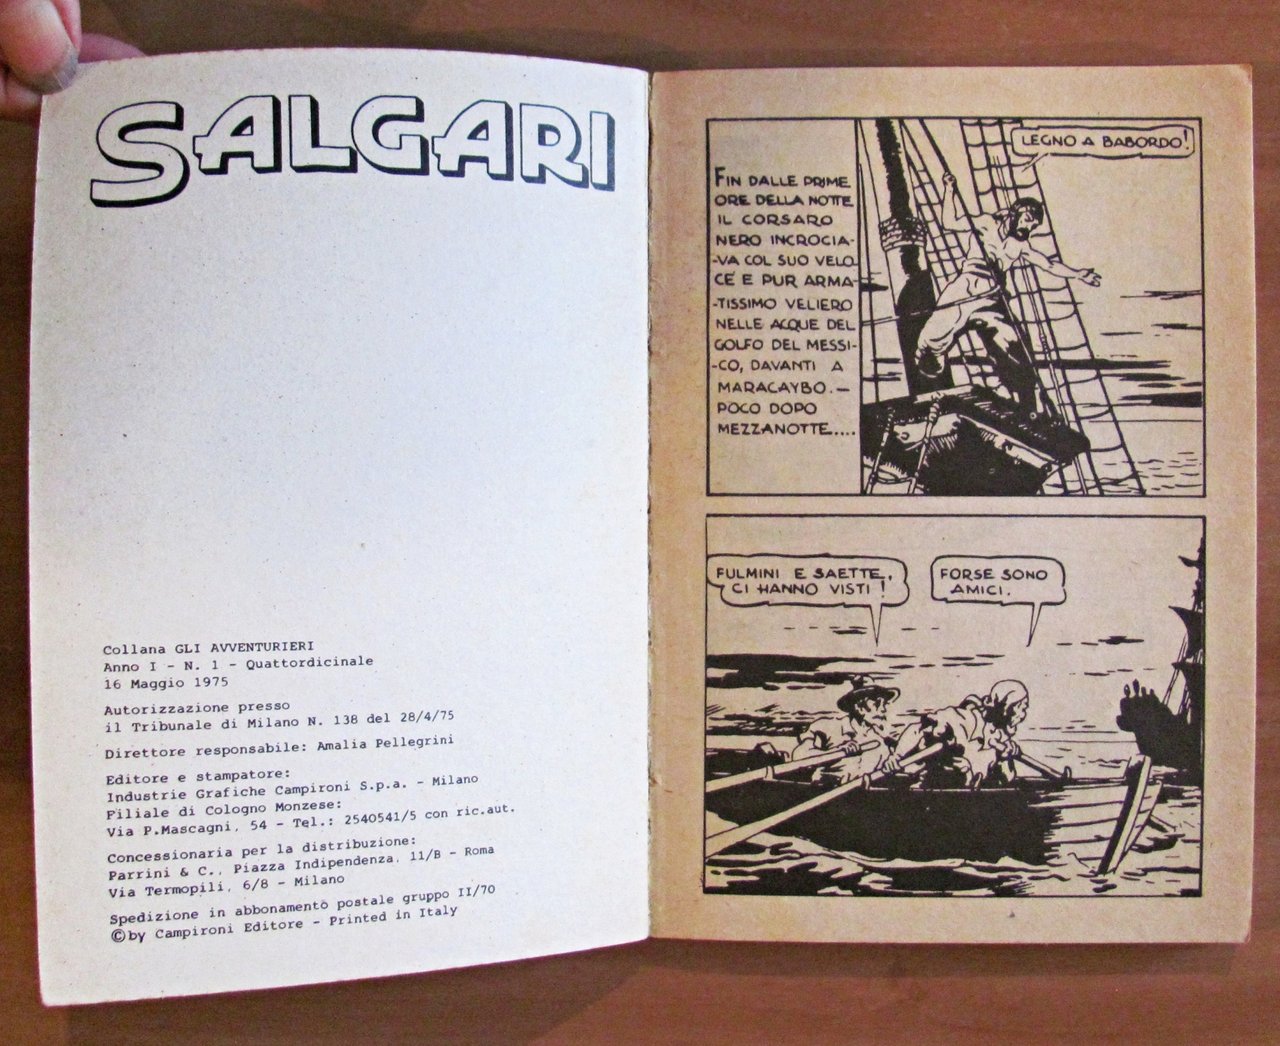 SALGARI
Collana GLI AVVENTURIERI
Anno I - N. 1 - Quattordicinale
16 Maggio 1975
Autorizzazione presso
il Tribunale di Milano N. 138 del 28/4/75
Direttore responsabile: Amalia Pellegrini
Editore e stampatore:
Industrie Grafiche Campironi S.p.a. - Milano
Filiale di Cologno Monzese:
Via P.Mascagni, 54 - Tel.: 2540541/5 con ric.aut.
Concessionaria per la distribuzione:
Parrini & C., Piazza Indipendenza, 11/B - Roma
Via Termopili, 6/8 - Milano
Spedizione in abbonamento postale gruppo II/70
©by Campironi Editore - Printed in Italy
FIN DALLE PRIME
ORE DELLA NOTTE
IL CORSARO
NERO INCROCIA-
-VA COL SUO VELO-
CE E PUR ARMA-
-TISSIMO VELIERO
NELLE ACQUE DEL
GOLFO DEL MESSI-
-CO, DAVANTI A
MARACAYBO.—
POCO DOPO
MEZZANOTTE....
LEGNO A BABORDO!
FULMINI E SAETTE,
CI HANNO VISTI!
FORSE SONO
AMICI.